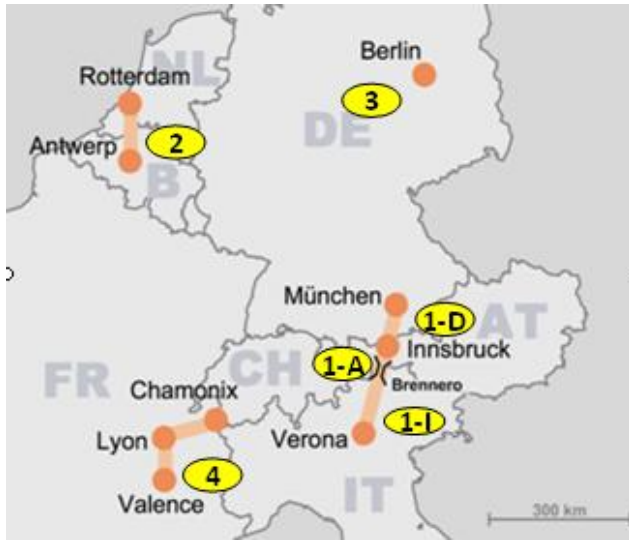 NL
Berlin
Rotterdam
3
DE
Antwerp
2
B
München
1-D
AT
Innsbruck
CH
1-A
FR
Chamonix
Brennero
Lyon
Verona
1-I
4
Valence
IT
300 km